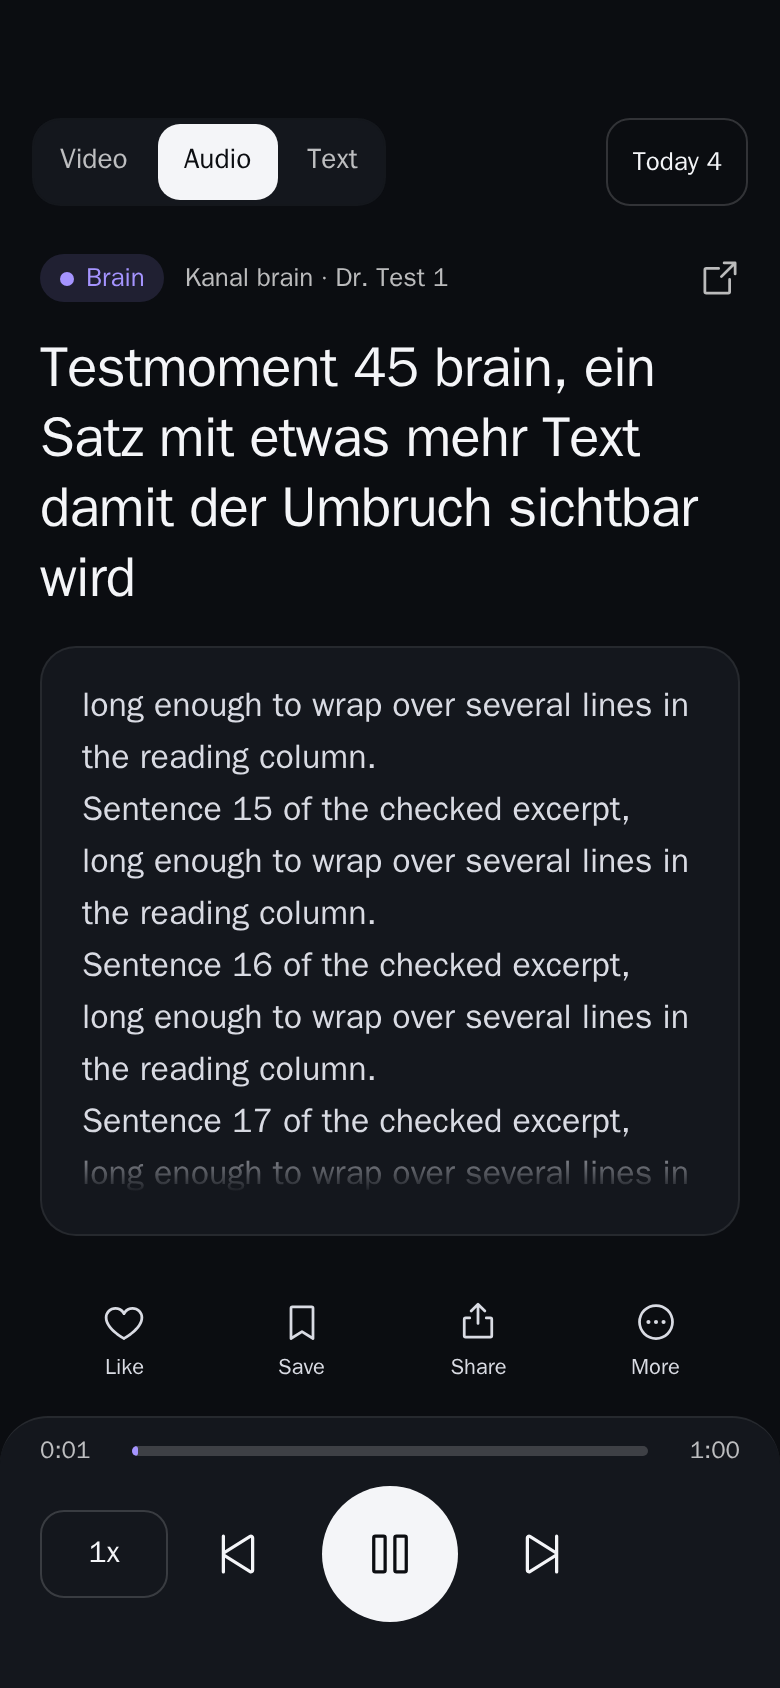 Video Audio Text Today 4
Brain Kanal brain · Dr. Test 1
Testmoment 45 brain, ein
Satz mit etwas mehr Text
damit der Umbruch sichtbar
wird
long enough to wrap over several lines in
the reading column.
Sentence 15 of the checked excerpt,
long enough to wrap over several lines in
the reading column.
Sentence 16 of the checked excerpt,
long enough to wrap over several lines in
the reading column.
Sentence 17 of the checked excerpt,
long enough to wrap over several lines in
Like Save Share More
0:01 1:00
1x